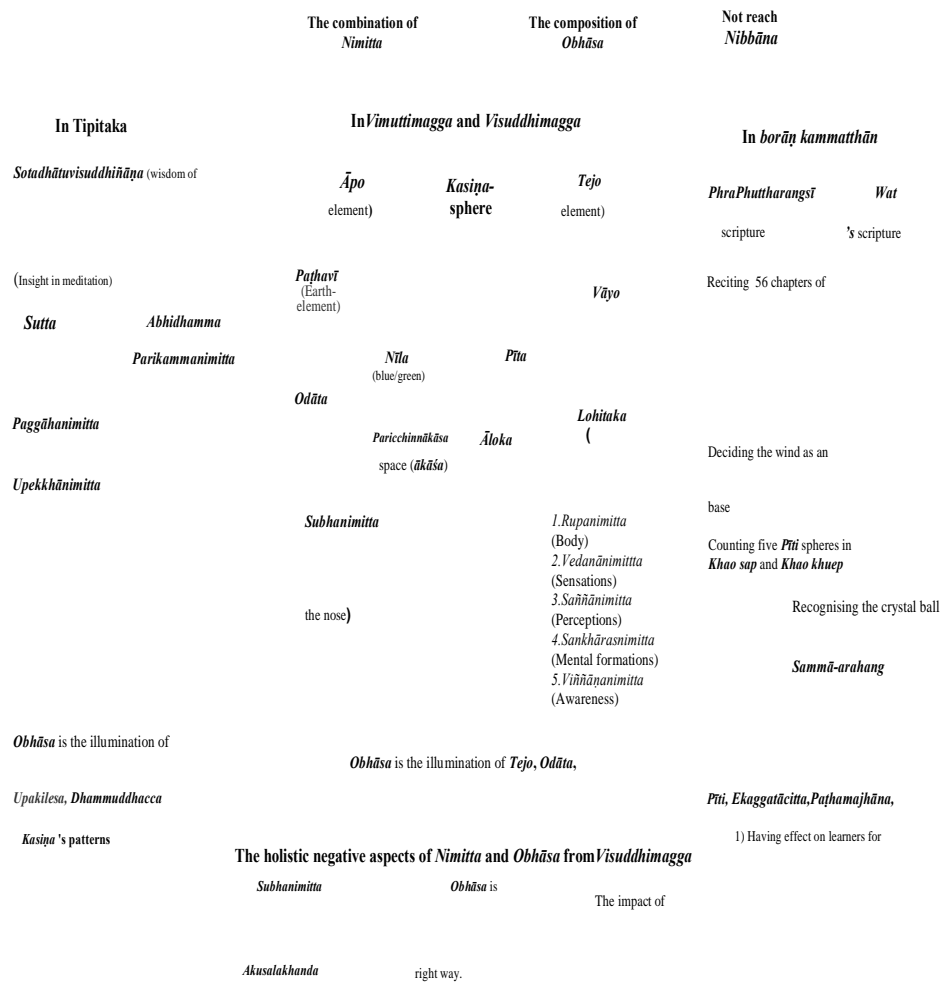 The combination of
Nimitta
The composition of
Obhāsa
Not reach
Nibbāna
In Tipitaka
InVimuttimagga and Visuddhimagga
In borāṇ kammatthān
Sotadhātuvisuddhiñāṇa (wisdom of
Āpo
element)
Kasiṇa-
sphere
Tejo
element)
PhraPhuttharangsī
scripture
Wat
's scripture
(Insight in meditation)
Paṭhavī
(Earth-
element)
Vāyo
Reciting 56 chapters of
Sutta
Abhidhamma
Parikammanimitta
Nīla
(blue/green)
Pīta
Odāta
Lohitaka
(
Paggāhanimitta
Paricchinnākāsa
space (ākāśa)
Āloka
Deciding the wind as an
base
Upekkhānimitta
Subhanimitta
the nose)
1.Rupanimitta
(Body)
2.Vedanānimittta
(Sensations)
3.Saññānimitta
(Perceptions)
4.Sankhārasnimitta
(Mental formations)
5.Viññāṇanimitta
(Awareness)
Counting five Pīti spheres in
Khao sap and Khao khuep
Recognising the crystal ball
Sammā-arahang
Obhāsa is the illumination of
Obhāsa is the illumination of Tejo, Odāta,
Upakilesa, Dhammuddhacca
Pīti, Ekaggatācitta,Paṭhamajhāna,
Kasiṇa 's patterns
1) Having effect on learners for
The holistic negative aspects of Nimitta and Obhāsa fromVisuddhimagga
Subhanimitta
Obhāsa is
The impact of
Akusalakhanda
right way.